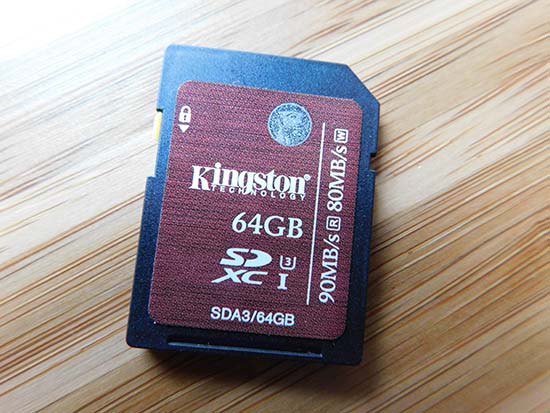 Kingston
TECHNOLOGY
64GB
SD
XC I
3
SDA3/64GB
90MB/s R 80MB/s W